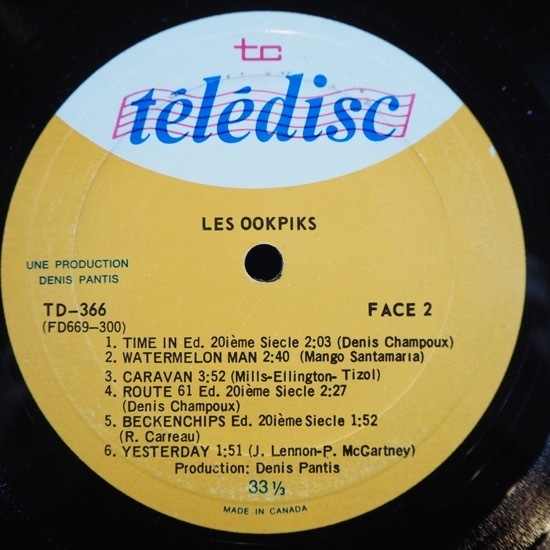 tc
télédisc
LES OOKPIKS
UNE PRODUCTION
DENIS PANTIS
TD-366
(FD669-300)
FACE 2
1. TIME IN Ed. 20ième Siecle 2:03 (Denis Champoux)
2. WATERMELON MAN 2:40 (Mango Santamaria)
3. CARAVAN 3:52 (Mills-Ellington-Tizol)
4. ROUTE 61 Ed. 20ième Siecle 2:27
(Denis Champoux)
5. BECKENCHIPS Ed. 20ième Siecle 1:52
(R. Carreau)
6. YESTERDAY 1:51 (J. Lennon-P. McCartney)
Production: Denis Pantis
33 ⅓
MADE IN CANADA